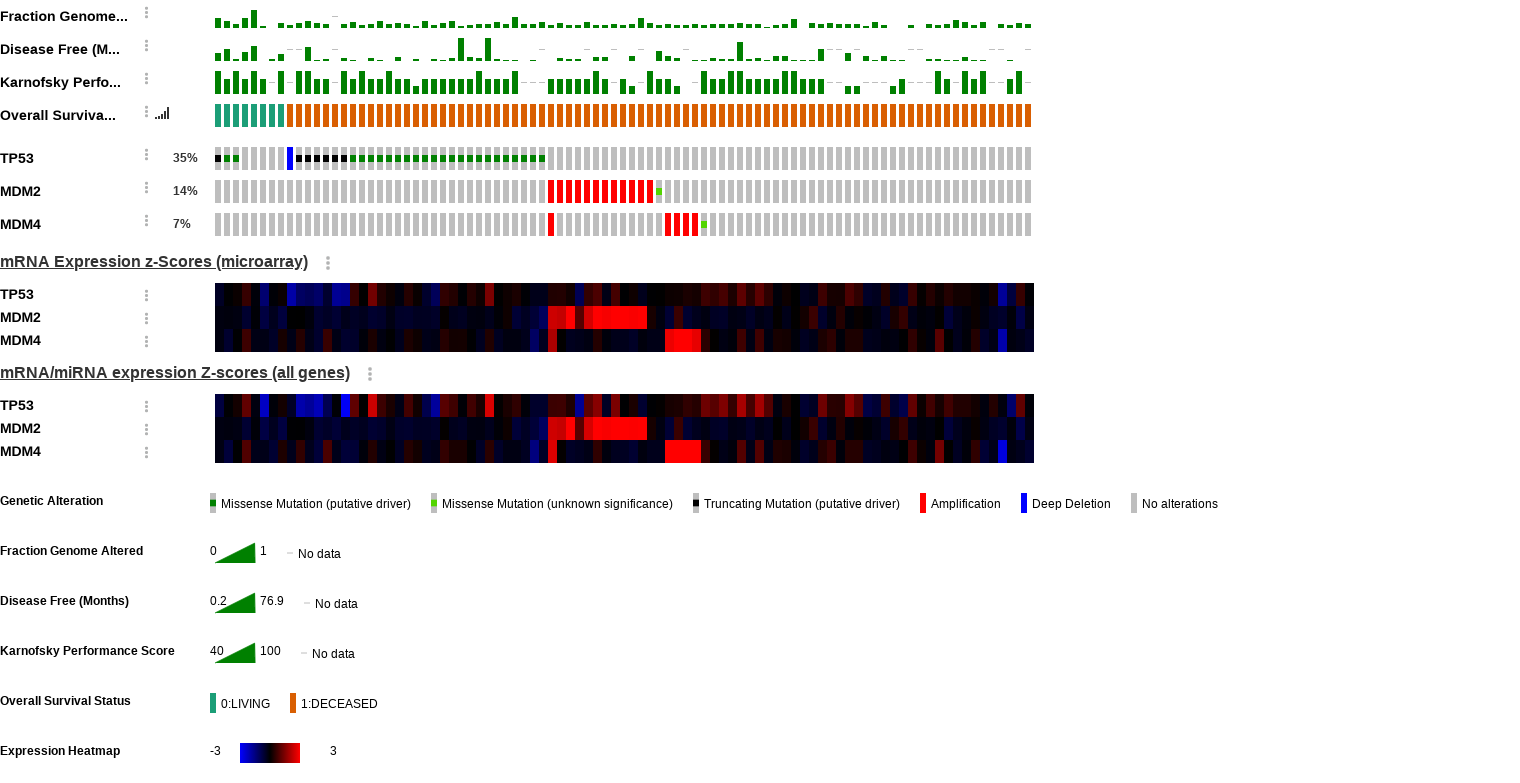 Fraction Genome...
Disease Free (M...
Karnofsky Perfo...
Overall Surviva...
TP53 35%
MDM2 14%
MDM4 7%
mRNA Expression z-Scores (microarray)
TP53
MDM2
MDM4
mRNA/miRNA expression Z-scores (all genes)
TP53
MDM2
MDM4
Genetic Alteration Missense Mutation (putative driver) Missense Mutation (unknown significance) Truncating Mutation (putative driver) Amplification Deep Deletion No alterations
Fraction Genome Altered 0 1 No data
Disease Free (Months) 0.2 76.9 No data
Karnofsky Performance Score 40 100 No data
Overall Survival Status 0:LIVING 1:DECEASED
Expression Heatmap -3 3